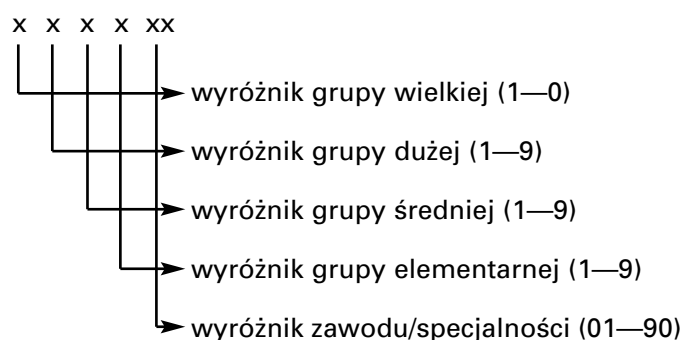 x x x x xx
wyróżnik grupy wielkiej (1—0)
wyróżnik grupy dużej (1—9)
wyróżnik grupy średniej (1—9)
wyróżnik grupy elementarnej (1—9)
wyróżnik zawodu/specjalności (01—90)